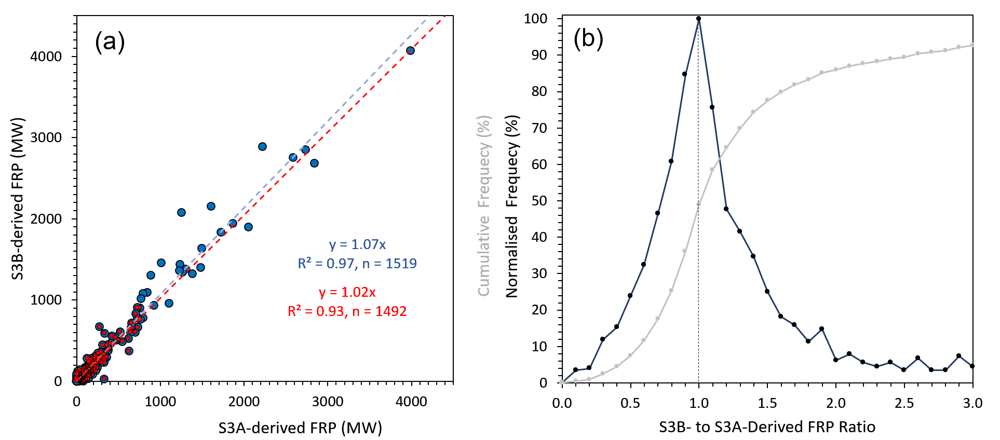 (a)
S3B-derived FRP (MW)
4000
3000
2000
1000
0
y = 1.07x
R² = 0.97, n = 1519
y = 1.02x
R² = 0.93, n = 1492
0 1000 2000 3000 4000
S3A-derived FRP (MW)
(b)
Cumulative Frequecy (%)
Normalised Frequecy (%)
100
90
80
70
60
50
40
30
20
10
0
0.0 0.5 1.0 1.5 2.0 2.5 3.0
S3B- to S3A-Derived FRP Ratio